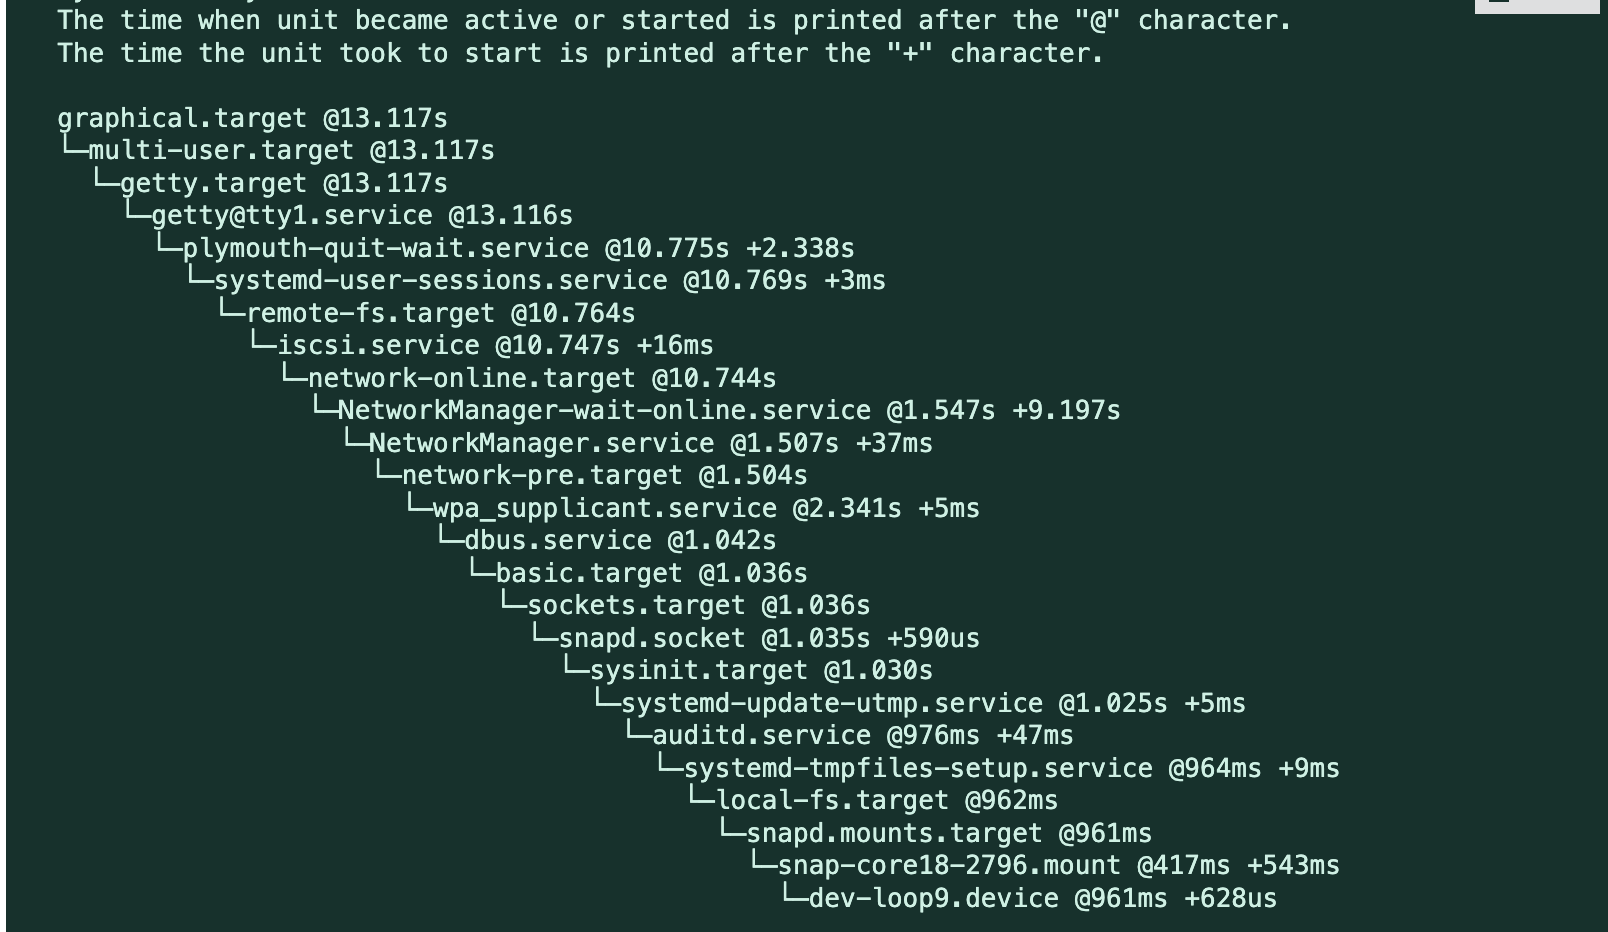 The time when unit became active or started is printed after the "@" character.
The time the unit took to start is printed after the "+" character.
graphical.target @13.117s
└─multi-user.target @13.117s
└─getty.target @13.117s
└─getty@tty1.service @13.116s
└─plymouth-quit-wait.service @10.775s +2.338s
└─systemd-user-sessions.service @10.769s +3ms
└─remote-fs.target @10.764s
└─iscsi.service @10.747s +16ms
└─network-online.target @10.744s
└─NetworkManager-wait-online.service @1.547s +9.197s
└─NetworkManager.service @1.507s +37ms
└─network-pre.target @1.504s
└─wpa_supplicant.service @2.341s +5ms
└─dbus.service @1.042s
└─basic.target @1.036s
└─sockets.target @1.036s
└─snapd.socket @1.035s +590us
└─sysinit.target @1.030s
└─systemd-update-utmp.service @1.025s +5ms
└─auditd.service @976ms +47ms
└─systemd-tmpfiles-setup.service @964ms +9ms
└─local-fs.target @962ms
└─snapd.mounts.target @961ms
└─snap-core18-2796.mount @417ms +543ms
└─dev-loop9.device @961ms +628us